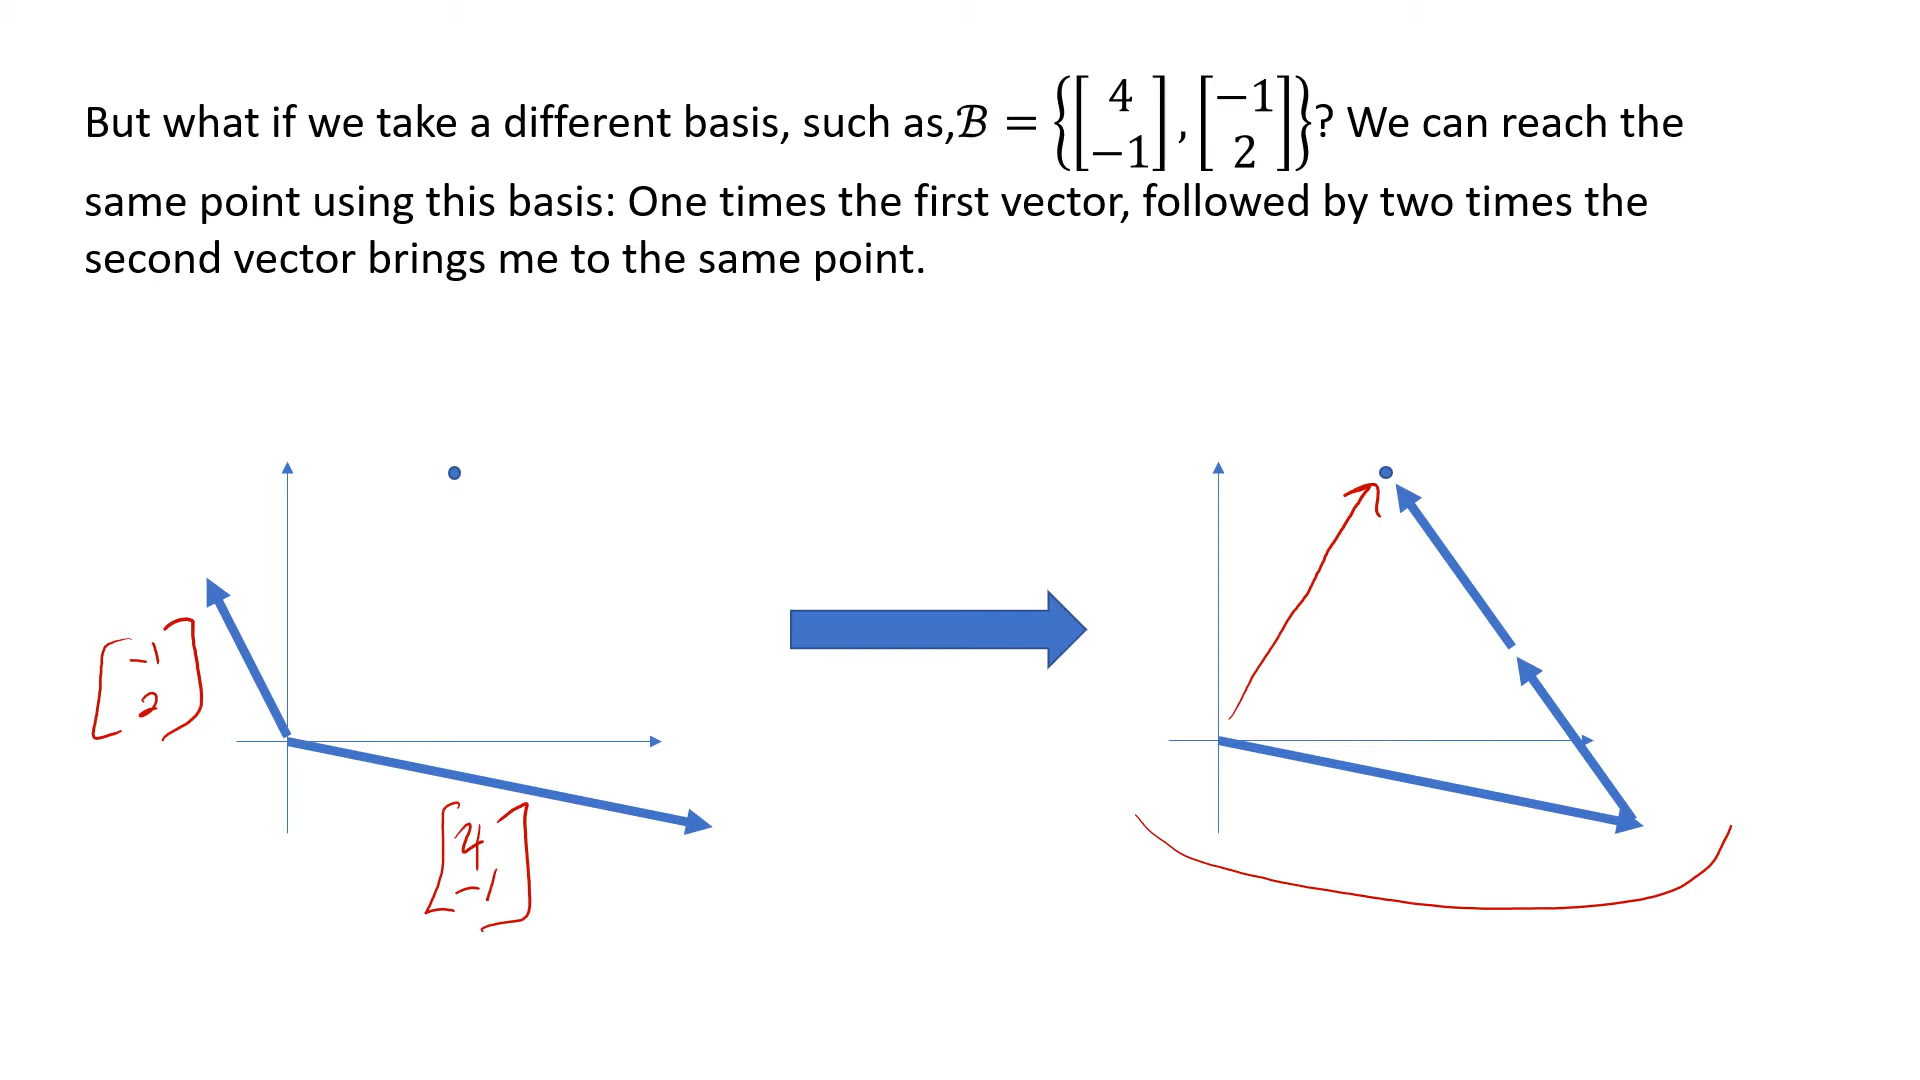 But what if we take a different basis, such as,ℬ = {[4 −1], [−1 2]}? We can reach the
same point using this basis: One times the first vector, followed by two times the
second vector brings me to the same point.
[-1
2]
[4
-1]